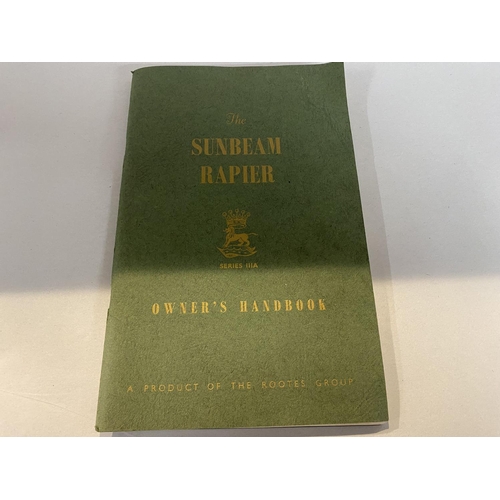 The
SUNBEAM
RAPIER
SERIES IIIA
OWNER'S HANDBOOK
A PRODUCT OF THE ROOTES GROUP